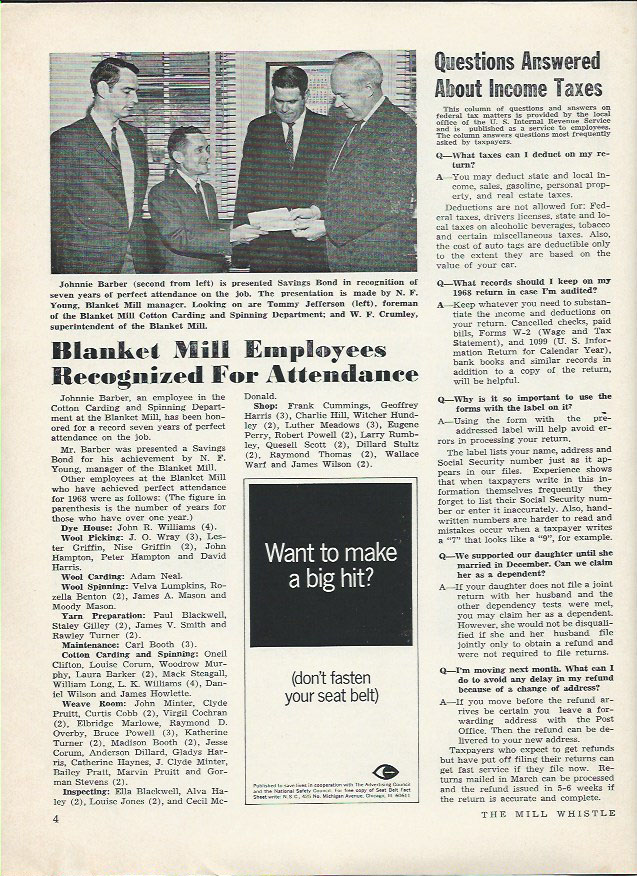 Johnnie Barber (second from left) is presented Savings Bond in recognition of
seven years of perfect attendance on the job. The presentation is made by N. F.
Young, Blanket Mill manager. Looking on are Tommy Jefferson (left), foreman
of the Blanket Mill Cotton Carding and Spinning Department; and W. F. Crumley,
superintendent of the Blanket Mill.
Blanket Mill Employees
Recognized For Attendance
Johnnie Barber, an employee in the
Cotton Carding and Spinning Depart-
ment at the Blanket Mill, has been hon-
ored for a record seven years of perfect
attendance on the job.
Mr. Barber was presented a Savings
Bond for his achievement by N. F.
Young, manager of the Blanket Mill.
Other employees at the Blanket Mill
who have achieved perfect attendance
for 1968 were as follows: (The figure in
parenthesis is the number of years for
those who have over one year.)
Dye House: John R. Williams (4).
Wool Picking: J. O. Wray (3), Les-
ter Griffin, Nise Griffin (2), John
Hampton, Peter Hampton and David
Harris.
Wool Carding: Adam Neal.
Wool Spinning: Velva Lumpkins, Ro-
zella Benton (2), James A. Mason and
Moody Mason.
Yarn Preparation: Paul Blackwell,
Staley Gilley (2), James V. Smith and
Rawley Turner (2).
Maintenance: Carl Booth (3).
Cotton Carding and Spinning: Oneil
Clifton, Louise Corum, Woodrow Mur-
phy, Laura Barker (2), Mack Steagall,
William Long, L. K. Williams (4), Dan-
iel Wilson and James Howlette.
Weave Room: John Minter, Clyde
Pruitt, Curtis Cobb (2), Virgil Cochran
(2), Elbridge Marlowe, Raymond D.
Overby, Bruce Powell (3), Katherine
Turner (2), Madison Booth (2), Jesse
Corum, Anderson Dillard, Gladys Har-
ris, Catherine Haynes, J. Clyde Minter,
Bailey Pratt, Marvin Pruitt and Gor-
man Stevens (2).
Inspecting: Ella Blackwell, Alva Ha-
ley (2), Louise Jones (2), and Cecil Mc-
Donald.
Shop: Frank Cummings, Geoffrey
Harris (3), Charlie Hill, Witcher Hund-
ley (2), Luther Meadows (3), Eugene
Perry, Robert Powell (2), Larry Rumb-
ley, Quesell Scott (2), Dillard Stultz
(2), Raymond Thomas (2), Wallace
Warf and James Wilson (2).
Want to make
a big hit?
(don't fasten
your seat belt)
Published to save lives in cooperation with The Advertising Council
and the National Safety Council. For free copy of Seat Belt Fact
Sheet write: N.S.C., 425 No. Michigan Avenue, Chicago, Ill. 60611
Questions Answered
About Income Taxes
This column of questions and answers on
federal tax matters is provided by the local
office of the U. S. Internal Revenue Service
and is published as a service to employees.
The column answers questions most frequently
asked by taxpayers.
Q—What taxes can I deduct on my re-
turn?
A—You may deduct state and local in-
come, sales, gasoline, personal prop-
erty, and real estate taxes.
Deductions are not allowed for: Fed-
eral taxes, drivers licenses, state and lo-
cal taxes on alcoholic beverages, tobacco
and certain miscellaneous taxes. Also,
the cost of auto tags are deductible only
to the extent they are based on the
value of your car.
Q—What records should I keep on my
1968 return in case I'm audited?
A—Keep whatever you need to substan-
tiate the income and deductions on
your return. Cancelled checks, paid
bills, Forms W-2 (Wage and Tax
Statement), and 1099 (U. S. Infor-
mation Return for Calendar Year),
bank books and similar records in
addition to a copy of the return,
will be helpful.
Q—Why is it so important to use the
forms with the label on it?
A—Using the form with the pre-
addressed label will help avoid er-
rors in processing your return.
The label lists your name, address and
Social Security number just as it ap-
pears in our files. Experience shows
that when taxpayers write in this in-
formation themselves frequently they
forget to list their Social Security num-
ber or enter it inaccurately. Also, hand-
written numbers are harder to read and
mistakes occur when a taxpayer writes
a "7" that looks like a "9", for example.
Q—We supported our daughter until she
married in December. Can we claim
her as a dependent?
A—If your daughter does not file a joint
return with her husband and the
other dependency tests were met,
you may claim her as a dependent.
However, she would not be disquali-
fied if she and her husband file
jointly only to obtain a refund and
were not required to file returns.
Q—I'm moving next month. What can I
do to avoid any delay in my refund
because of a change of address?
A—If you move before the refund ar-
rives be certain you leave a for-
warding address with the Post
Office. Then the refund can be de-
livered to your new address.
Taxpayers who expect to get refunds
but have put off filing their returns can
get fast service if they file now. Re-
turns mailed in March can be processed
and the refund issued in 5-6 weeks if
the return is accurate and complete.
4
THE MILL WHISTLE